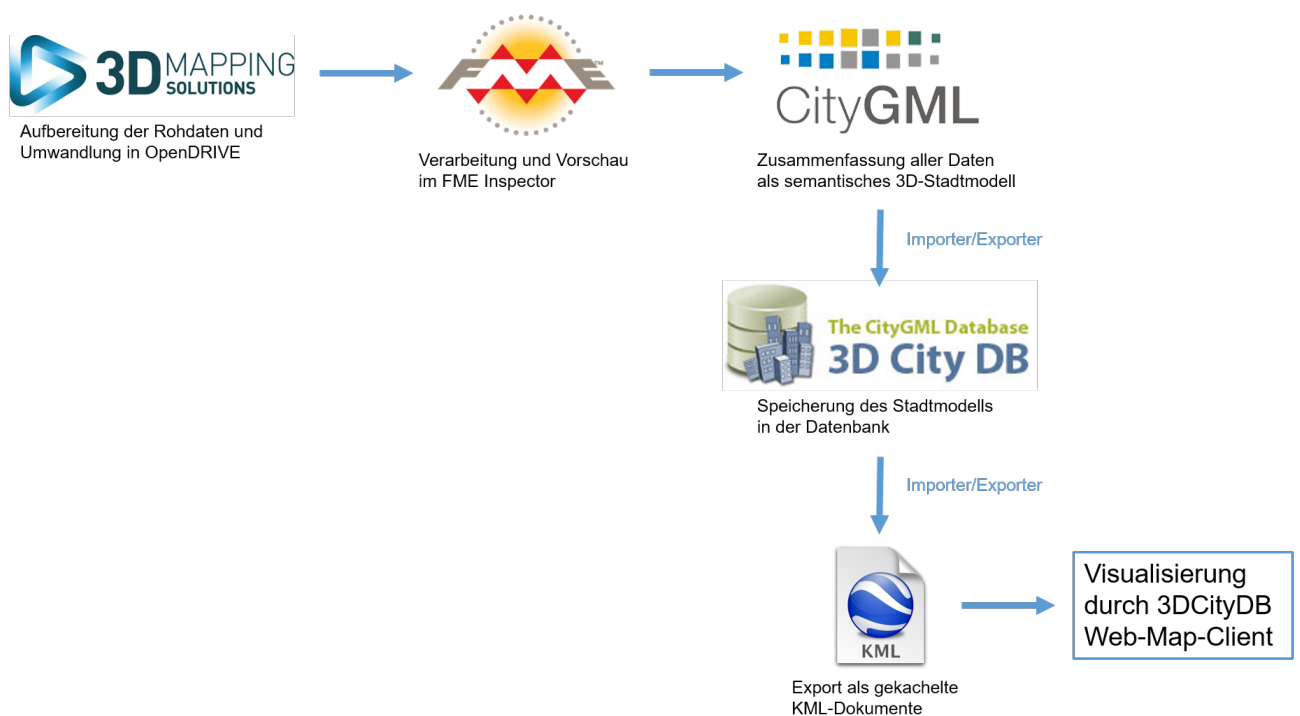 3D MAPPING
SOLUTIONS
Aufbereitung der Rohdaten und
Umwandlung in OpenDRIVE
FME™
Verarbeitung und Vorschau
im FME Inspector
CityGML
Zusammenfassung aller Daten
als semantisches 3D-Stadtmodell
Importer/Exporter
The CityGML Database
3D City DB
Speicherung des Stadtmodells
in der Datenbank
Importer/Exporter
KML
Export als gekachelte
KML-Dokumente
Visualisierung
durch 3DCityDB
Web-Map-Client